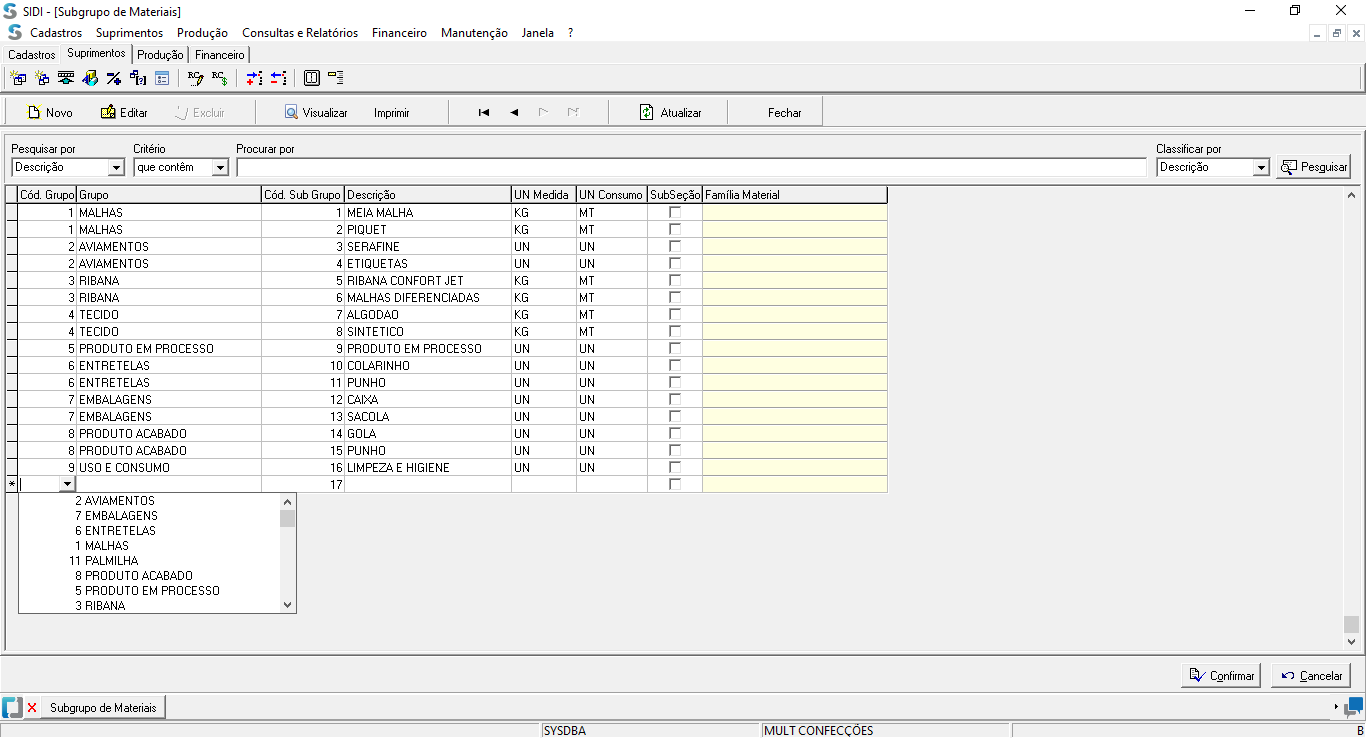 SIDI - [Subgrupo de Materiais]
Cadastros Suprimentos Produção Consultas e Relatórios Financeiro Manutenção Janela ?
Cadastros Suprimentos Produção Financeiro
Novo Editar Excluir Visualizar Imprimir Atualizar Fechar
Pesquisar por Critério Procurar por Classificar por
Descrição que contêm Descrição Pesquisar
Cód. Grupo Grupo Cód. Sub Grupo Descrição UN Medida UN Consumo SubSeção Família Material
1 MALHAS 1 MEIA MALHA KG MT
1 MALHAS 2 PIQUET KG MT
2 AVIAMENTOS 3 SERAFINE UN UN
2 AVIAMENTOS 4 ETIQUETAS UN UN
3 RIBANA 5 RIBANA CONFORT JET KG MT
3 RIBANA 6 MALHAS DIFERENCIADAS KG MT
4 TECIDO 7 ALGODAO KG MT
4 TECIDO 8 SINTETICO KG MT
5 PRODUTO EM PROCESSO 9 PRODUTO EM PROCESSO UN UN
6 ENTRETELAS 10 COLARINHO UN UN
6 ENTRETELAS 11 PUNHO UN UN
7 EMBALAGENS 12 CAIXA UN UN
7 EMBALAGENS 13 SACOLA UN UN
8 PRODUTO ACABADO 14 GOLA UN UN
8 PRODUTO ACABADO 15 PUNHO UN UN
9 USO E CONSUMO 16 LIMPEZA E HIGIENE UN UN
* 17
2 AVIAMENTOS
7 EMBALAGENS
6 ENTRETELAS
1 MALHAS
11 PALMILHA
8 PRODUTO ACABADO
5 PRODUTO EM PROCESSO
3 RIBANA
Confirmar Cancelar
Subgrupo de Materiais
SYSDBA MULT CONFECÇÕES B